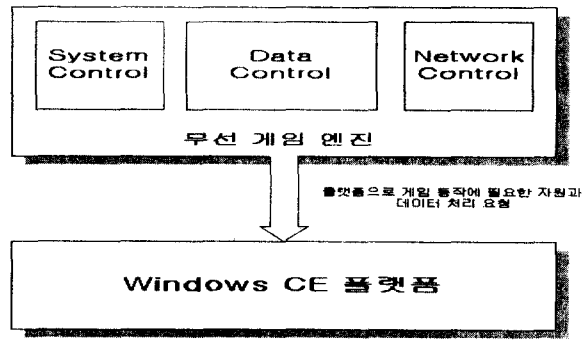 System
Control
Data
Control
Network
Control
무선 게임 엔진
플랫폼으로 게임 동작에 필요한 자원과
데이터 처리 요청
Windows CE 플랫폼